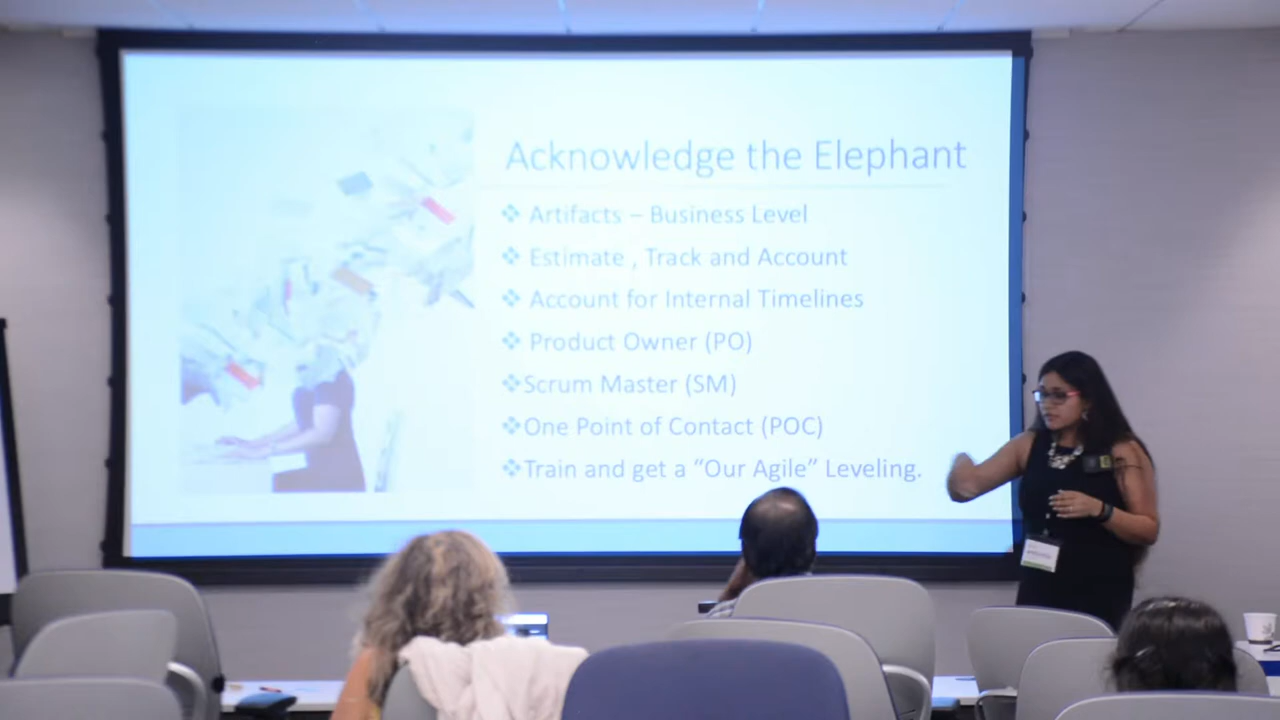 Acknowledge the Elephant
❖ Artifacts – Business Level
❖ Estimate , Track and Account
❖ Account for Internal Timelines
❖ Product Owner (PO)
❖Scrum Master (SM)
❖One Point of Contact (POC)
❖Train and get a “Our Agile” Leveling.